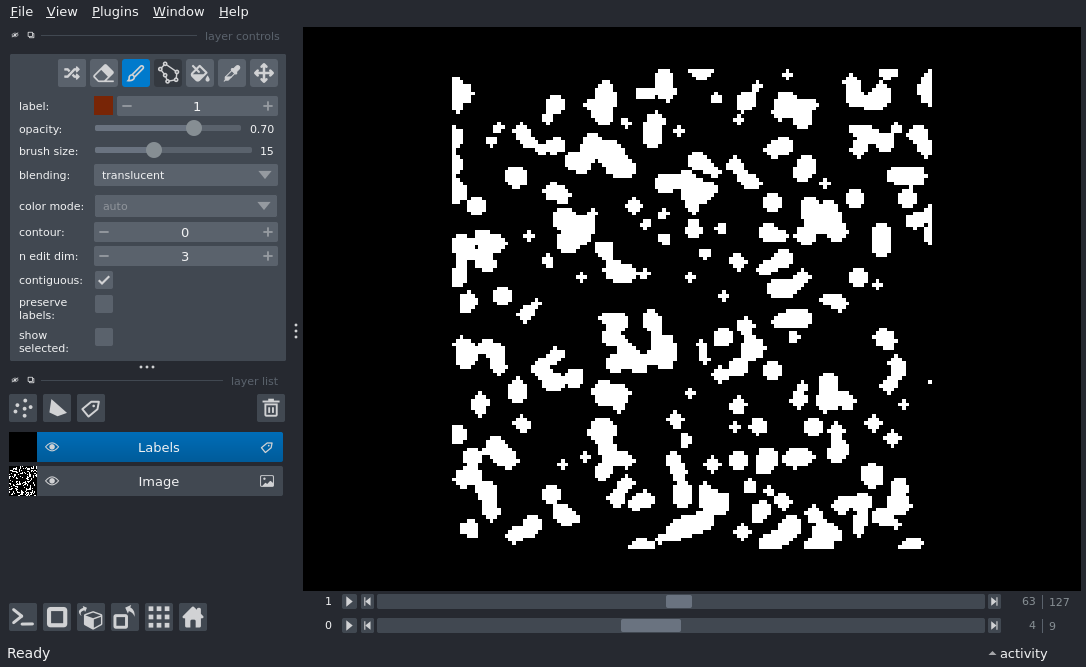 File View Plugins Window Help
layer controls
label: 1
opacity: 0.70
brush size: 15
blending: translucent
color mode: auto
contour: 0
n edit dim: 3
contiguous:
preserve
labels:
show
selected:
layer list
Labels
Image
1 63 127
0 4 9
Ready
activity